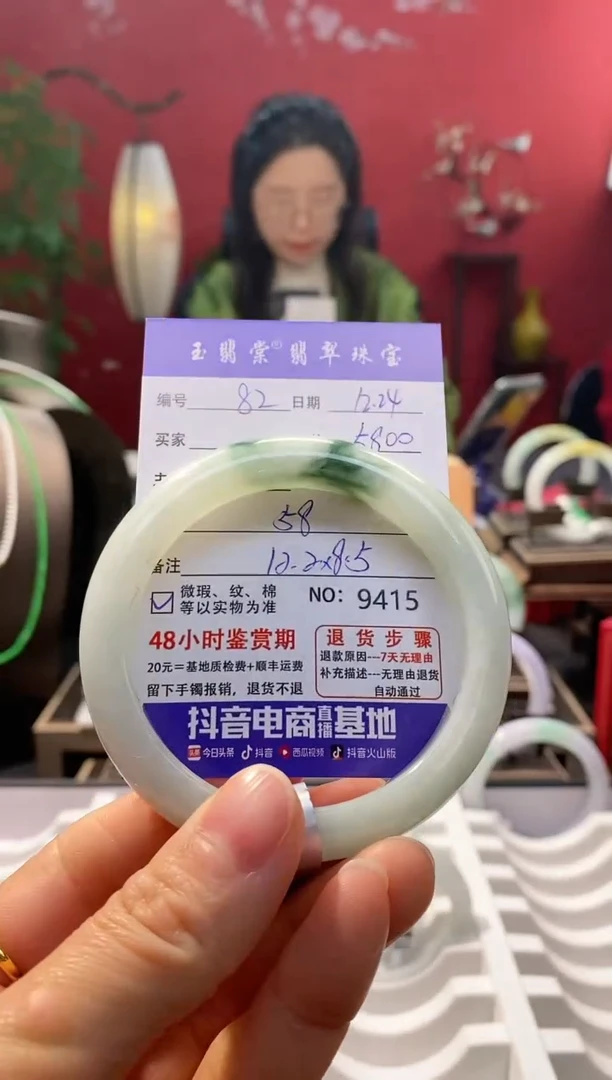 玉翡棠®翡翠珠宝
编号 82 日期 12.24
买家 5800
58
备注 12.2x8.5
☑ 微瑕、纹、棉
等以实物为准
NO: 9415
48小时鉴赏期
20元=基地质检费+顺丰运费
留下手镯报销，退货不退
退货步骤
退款原因---7天无理由
补充描述---无理由退货
自动通过
抖音电商直播基地
头条 今日头条 抖音 西瓜视频 抖音火山版